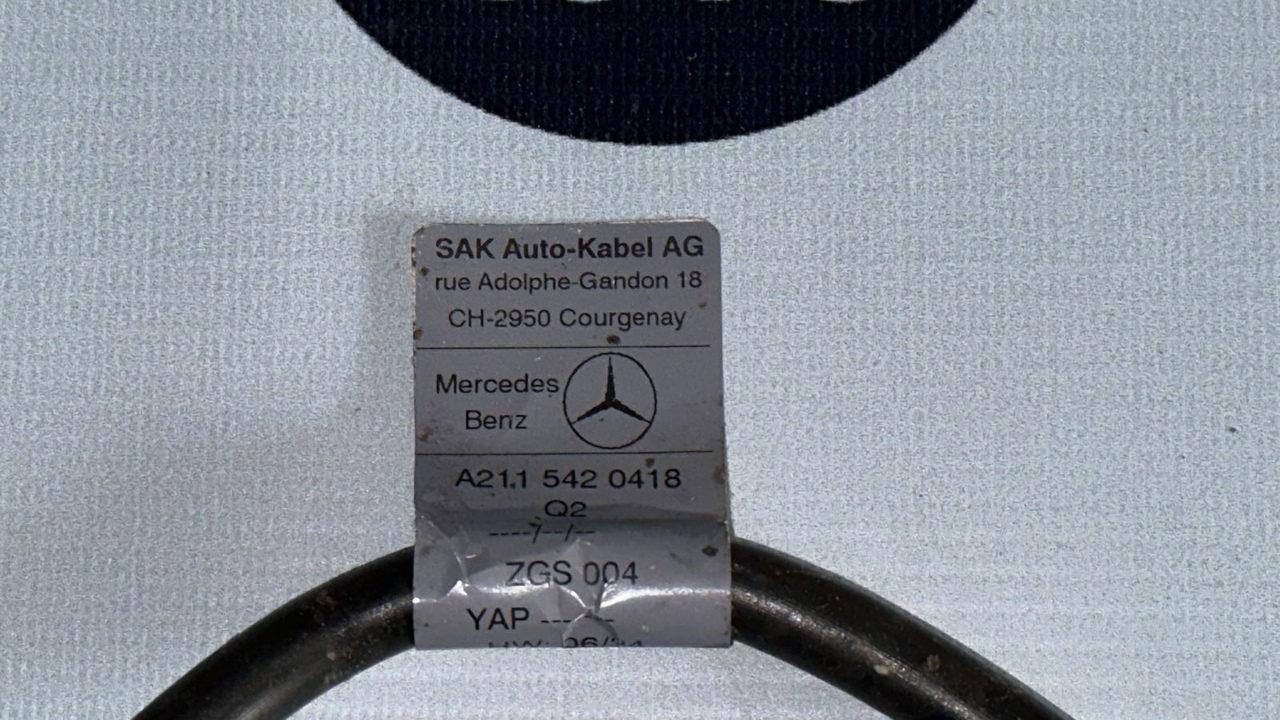 SAK Auto-Kabel AG
rue Adolphe-Gandon 18
CH-2950 Courgenay
Mercedes
Benz
A211 542 0418
Q2
----/--/--
ZGS 004
YAP -------